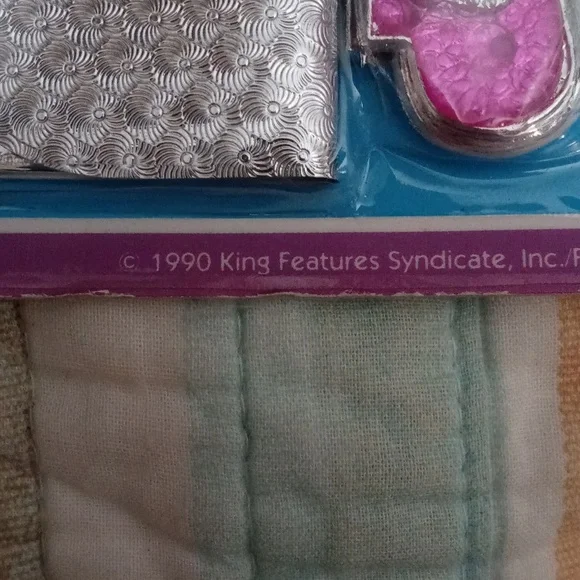 © 1990 King Features Syndicate, Inc./F